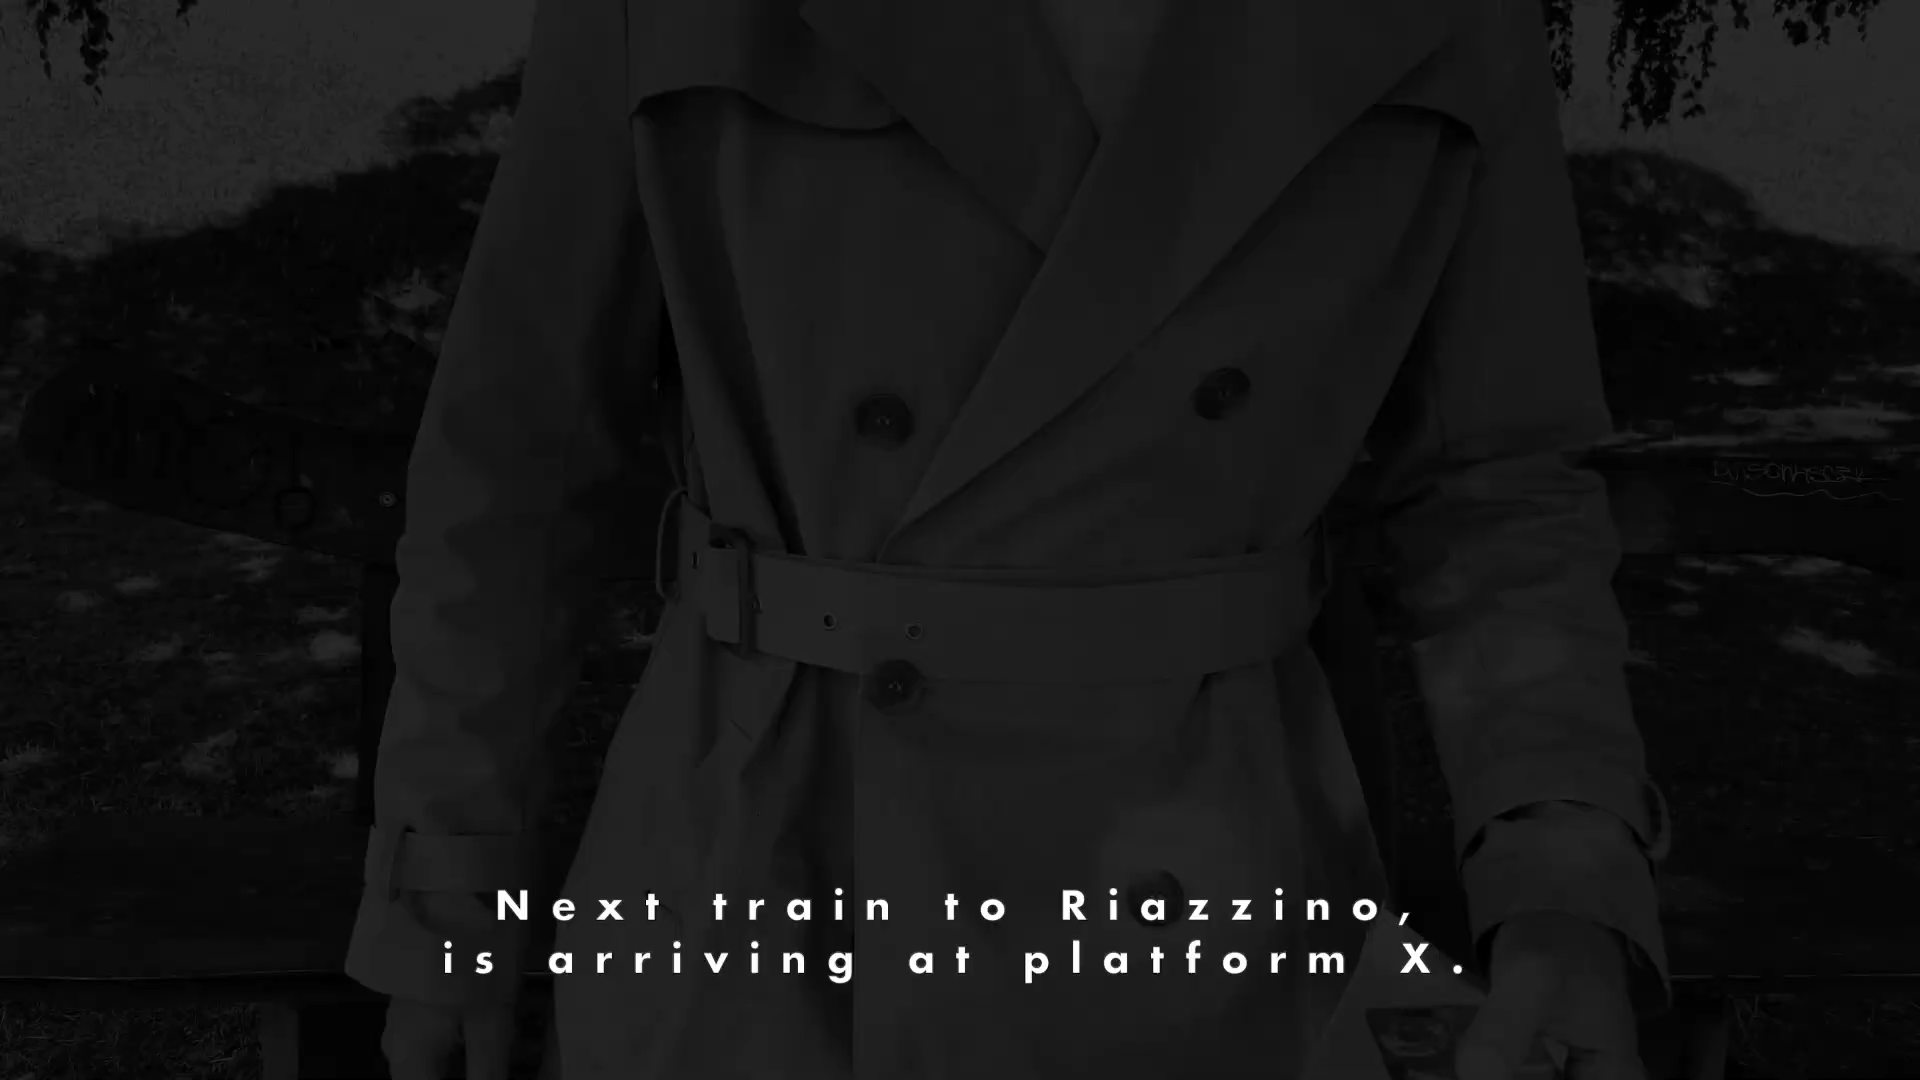 Next train to Riazzino,
is arriving at platform X.